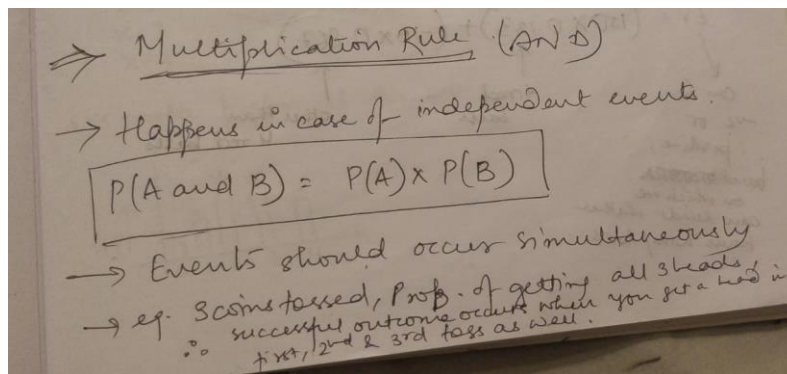 ⇒ Multiplication Rule (AND)
→ Happens in case of independent events.
P(A and B) = P(A) x P(B)
→ Events should occur simultaneously
→ eg. 3 coins tossed, Prob. of getting all 3 heads,
∴ successful outcome occurs when you get a head in
first, 2nd & 3rd toss as well.